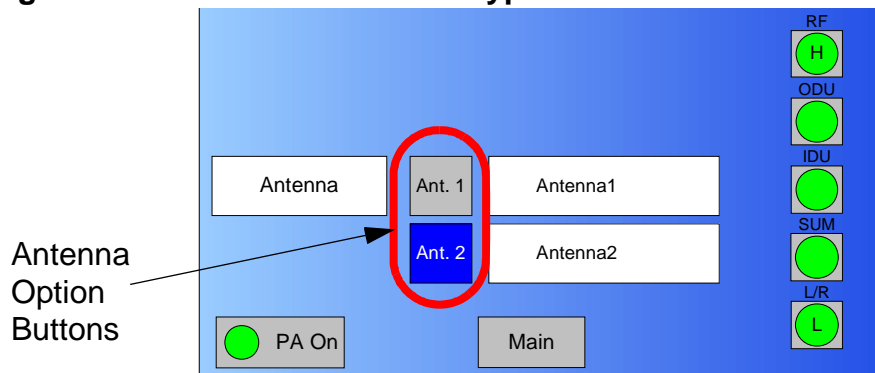 RF
H
ODU
IDU
Antenna
Ant. 1
Antenna1
SUM
Ant. 2
Antenna2
Antenna
Option
Buttons
L/R
L
PA On
Main